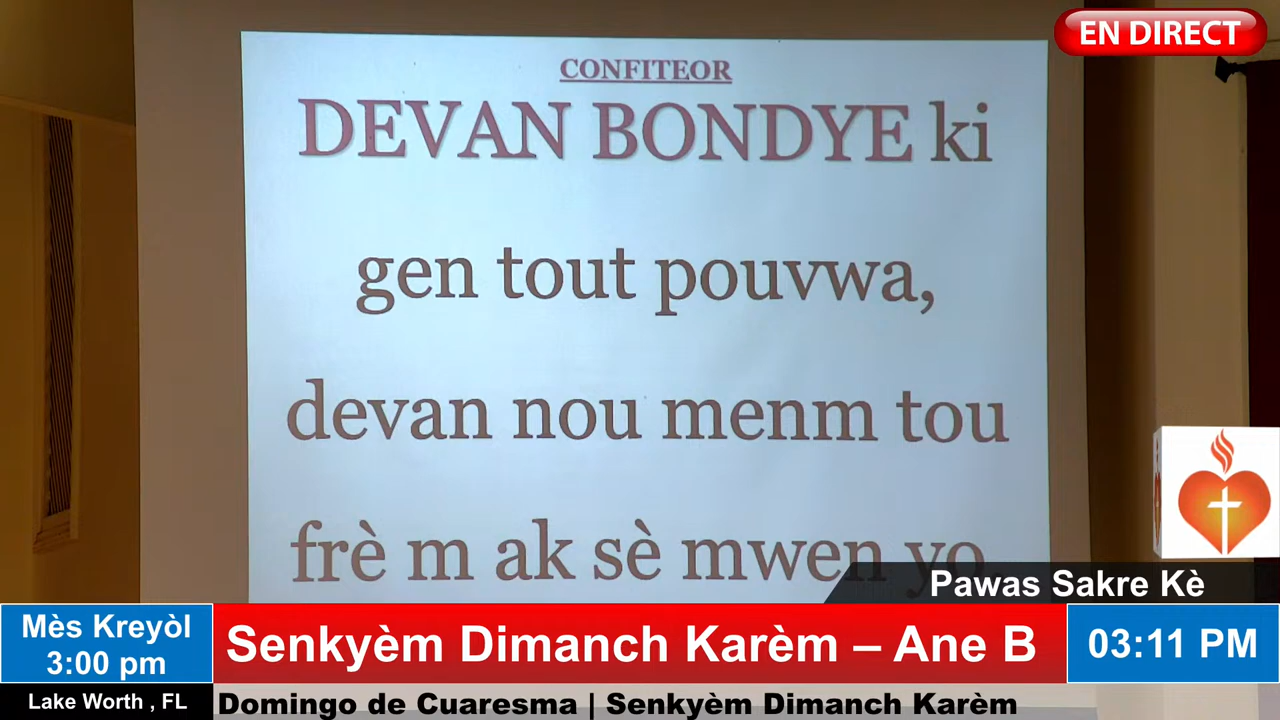 EN DIRECT
CONFITEOR
DEVAN BONDYE ki
gen tout pouvwa,
devan nou menm tou
frè m ak sè mwen yo.
Pawas Sakre Kè
Mès Kreyòl
3:00 pm
Senkyèm Dimanch Karèm – Ane B
03:11 PM
Lake Worth , FL
Domingo de Cuaresma | Senkyèm Dimanch Karèm